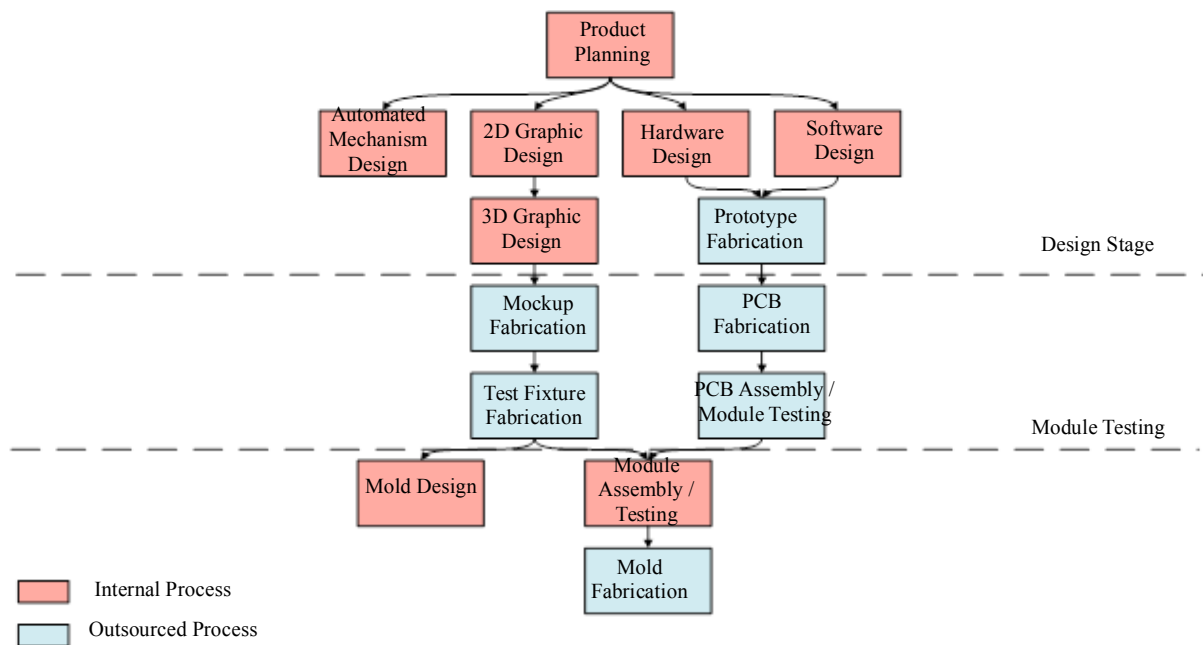 Product
Planning
Automated
Mechanism
Design
2D Graphic
Design
Hardware
Design
Software
Design
3D Graphic
Design
Prototype
Fabrication
Design Stage
Mockup
Fabrication
PCB
Fabrication
Test Fixture
Fabrication
PCB Assembly /
Module Testing
Module Testing
Mold Design
Module
Assembly /
Testing
Mold
Fabrication
Internal Process
Outsourced Process